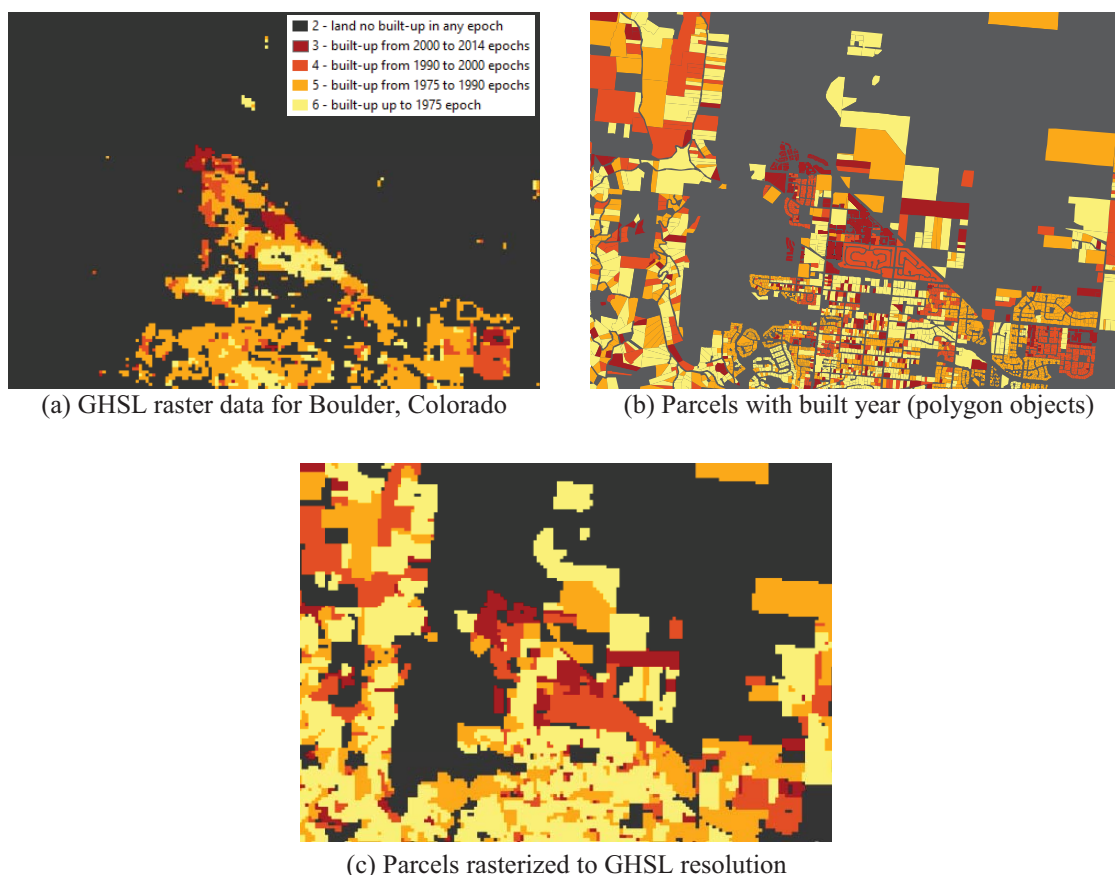 2 - land no built-up in any epoch
3 - built-up from 2000 to 2014 epochs
4 - built-up from 1990 to 2000 epochs
5 - built-up from 1975 to 1990 epochs
6 - built-up up to 1975 epoch
(a) GHSL raster data for Boulder, Colorado
(b) Parcels with built year (polygon objects)
(c) Parcels rasterized to GHSL resolution